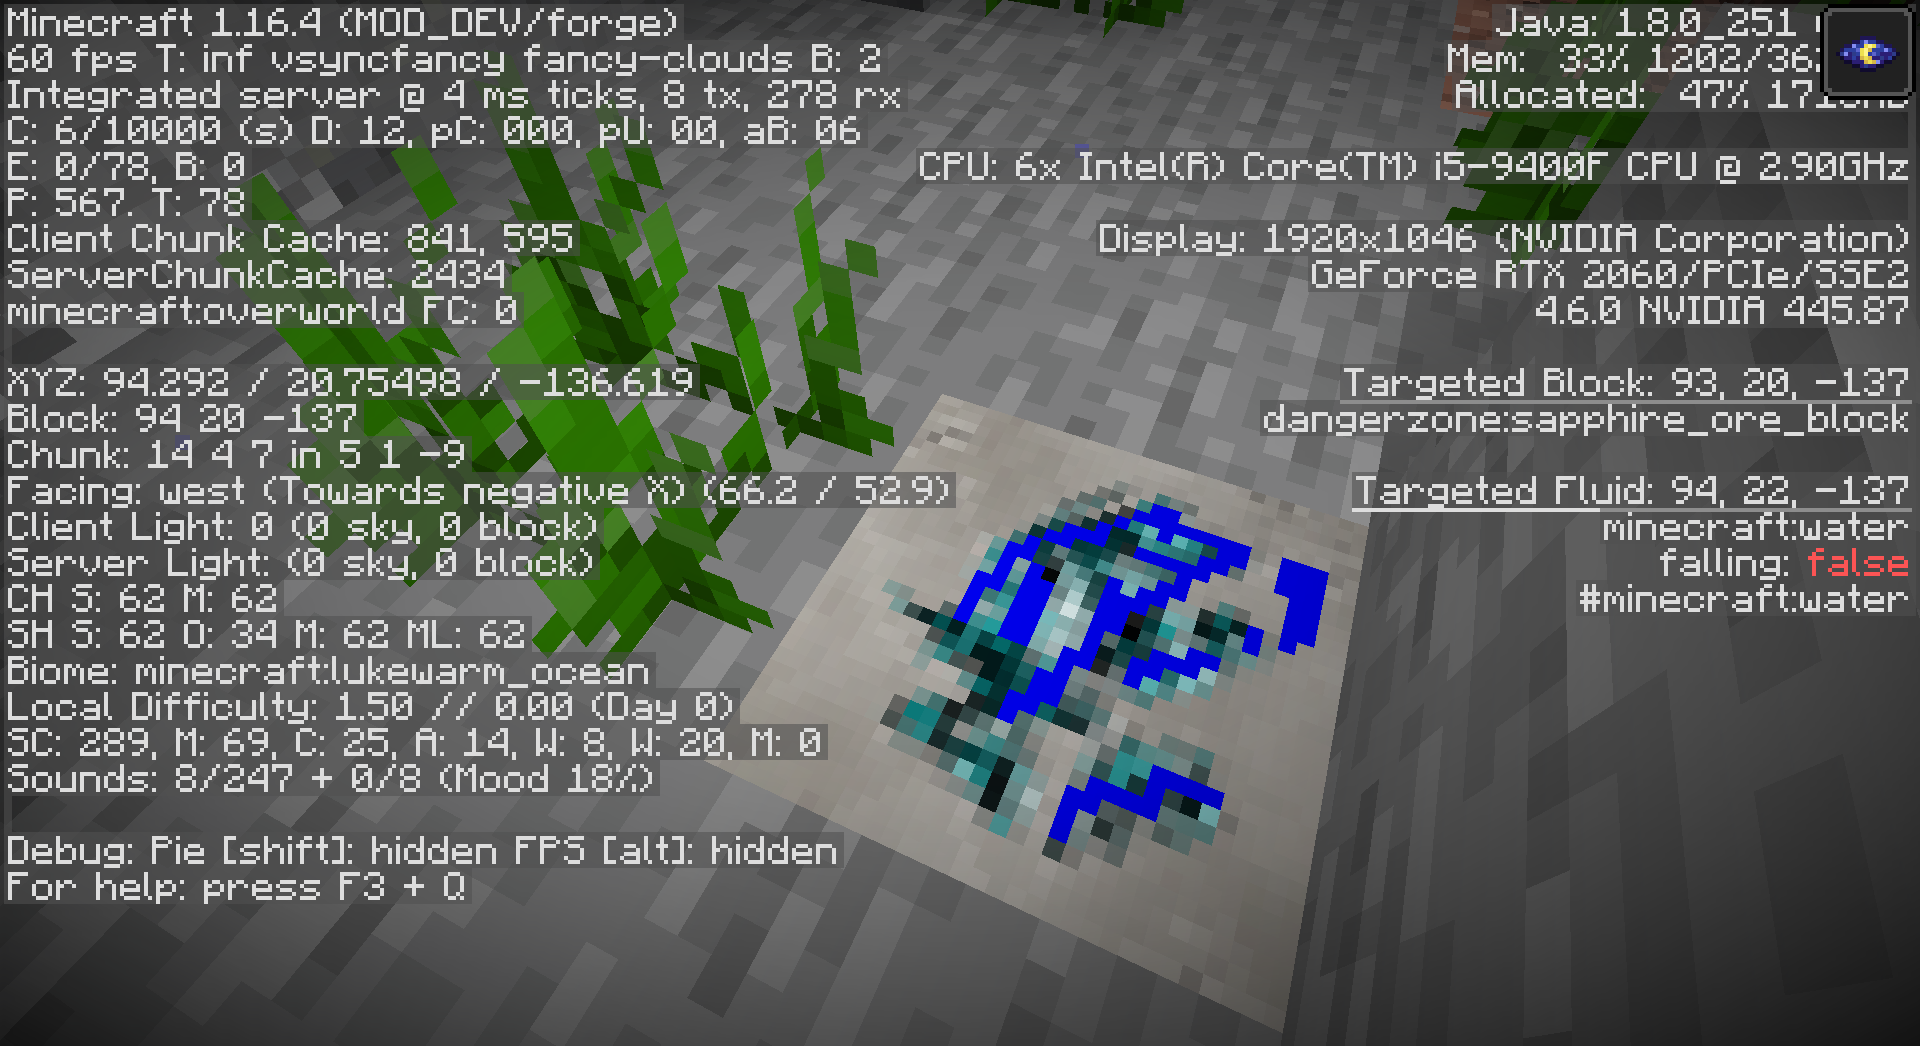 Minecraft 1.16.4 (MOD_DEV/forge)
60 fps T: inf vsyncfancy fancy-clouds B: 2
Integrated server @ 4 ms ticks, 8 tx, 278 rx
C: 6/10000 (s) D: 12, pC: 000, pU: 00, aB: 06
E: 0/78, B: 0
P: 567. T: 78
Client Chunk Cache: 841, 595
ServerChunkCache: 2434
minecraft:overworld FC: 0
XYZ: 94.292 / 20.75498 / -136.619
Block: 94 20 -137
Chunk: 14 4 7 in 5 1 -9
Facing: west (Towards negative X) (66.2 / 52.9)
Client Light: 0 (0 sky, 0 block)
Server Light: (0 sky, 0 block)
CH S: 62 M: 62
SH S: 62 O: 34 M: 62 ML: 62
Biome: minecraft:lukewarm_ocean
Local Difficulty: 1.50 // 0.00 (Day 0)
SC: 289, M: 69, C: 25, A: 14, W: 8, W: 20, M: 0
Sounds: 8/247 + 0/8 (Mood 18%)
Debug: Pie [shift]: hidden FPS [alt]: hidden
For help: press F3 + Q
Java: 1.8.0_251
Mem: 33% 1202/36
Allocated: 47% 171
CPU: 6x Intel(R) Core(TM) i5-9400F CPU @ 2.90GHz
Display: 1920x1046 (NVIDIA Corporation)
GeForce RTX 2060/PCIe/SSE2
4.6.0 NVIDIA 445.87
Targeted Block: 93, 20, -137
dangerzone:sapphire_ore_block
Targeted Fluid: 94, 22, -137
minecraft:water
falling: false
#minecraft:water